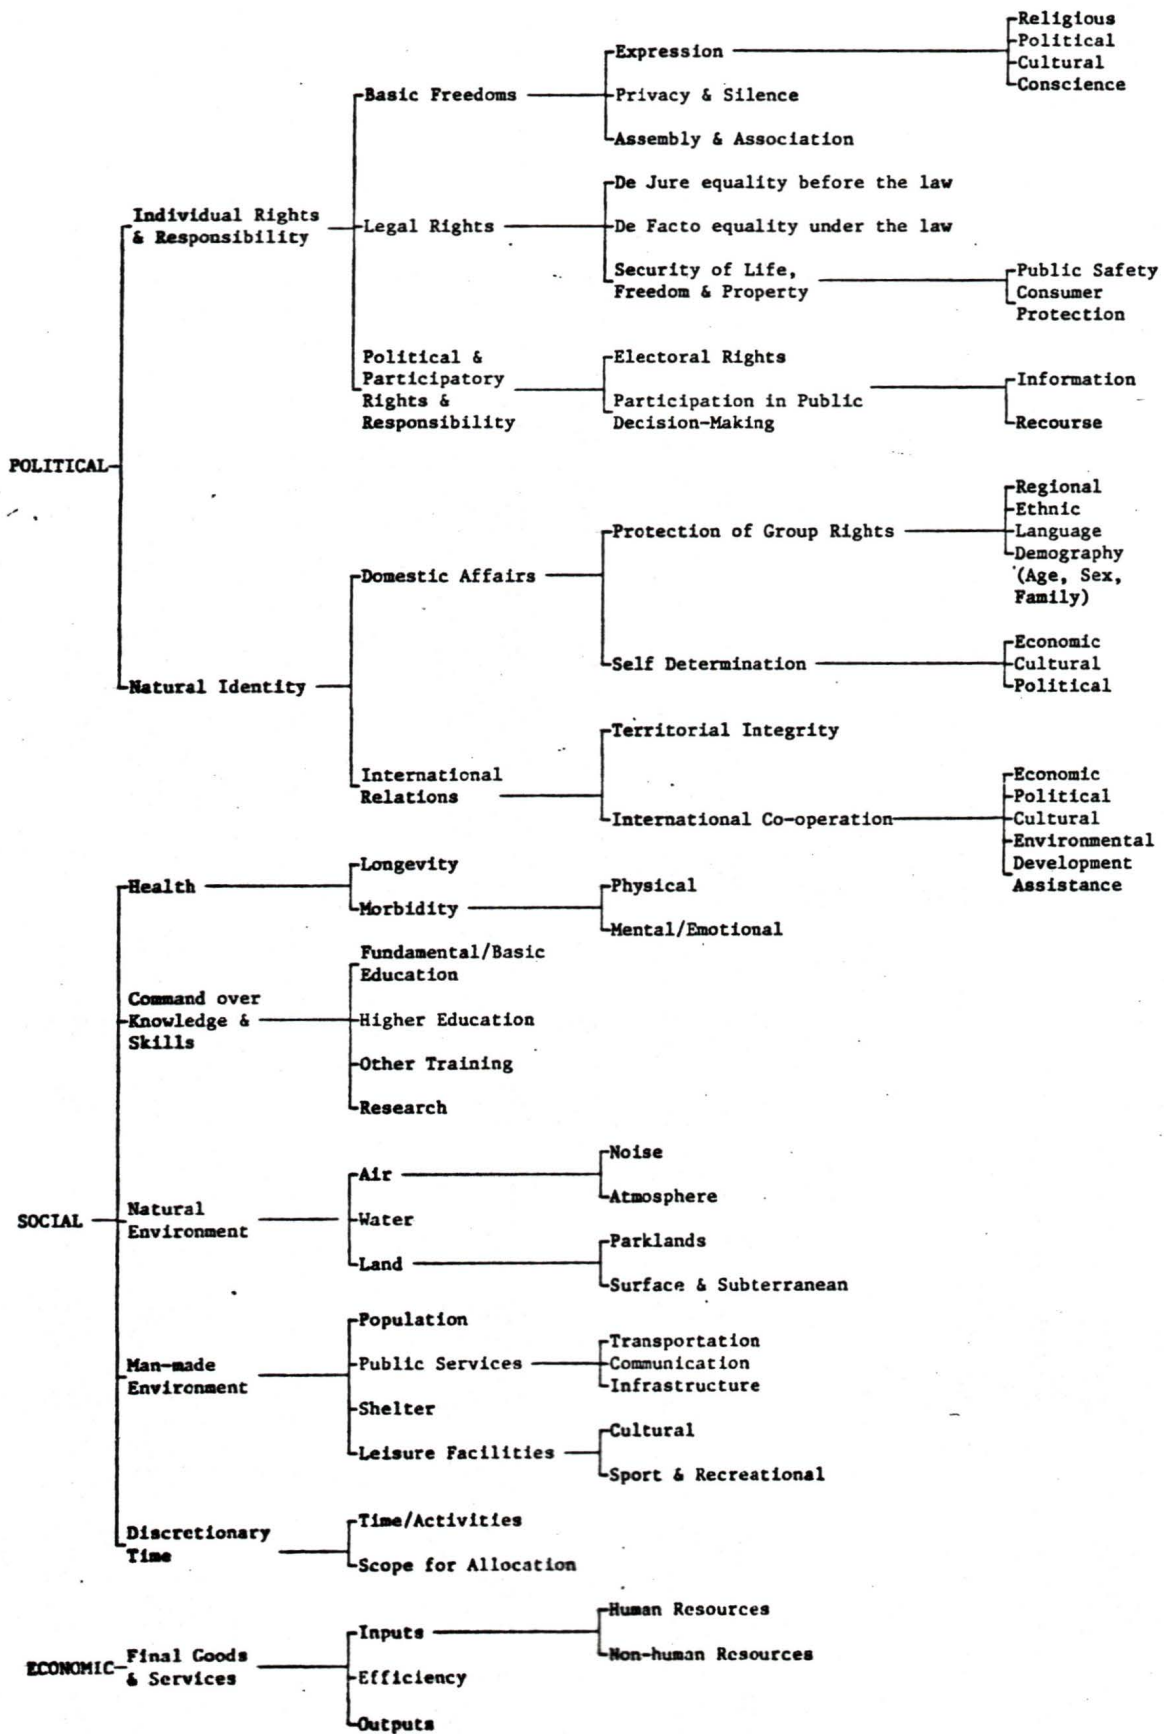 Religious
Expression
Political
Cultural
Conscience
Basic Freedoms
Privacy & Silence
Assembly & Association
De Jure equality before the law
Individual Rights
& Responsibility
Legal Rights
De Facto equality under the law
Security of Life,
Freedom & Property
Public Safety
Consumer
Protection
Political &
Participatory
Rights &
Responsibility
Electoral Rights
Participation in Public
Decision-Making
Information
Recourse
POLITICAL
Regional
Ethnic
Protection of Group Rights
Language
Demography
(Age, Sex,
Family)
Domestic Affairs
Self Determination
Economic
Cultural
Political
Natural Identity
Territorial Integrity
International
Relations
International Co-operation
Economic
Political
Cultural
Environmental
Development
Assistance
Health
Longevity
Morbidity
Physical
Mental/Emotional
Command over
Knowledge &
Skills
Fundamental/Basic
Education
Higher Education
Other Training
Research
SOCIAL
Natural
Environment
Air
Noise
Atmosphere
Water
Land
Parklands
Surface & Subterranean
Man-made
Environment
Population
Public Services
Transportation
Communication
Infrastructure
Shelter
Leisure Facilities
Cultural
Sport & Recreational
Discretionary
Time
Time/Activities
Scope for Allocation
ECONOMIC
Final Goods
& Services
Inputs
Human Resources
Non-human Resources
Efficiency
Outputs